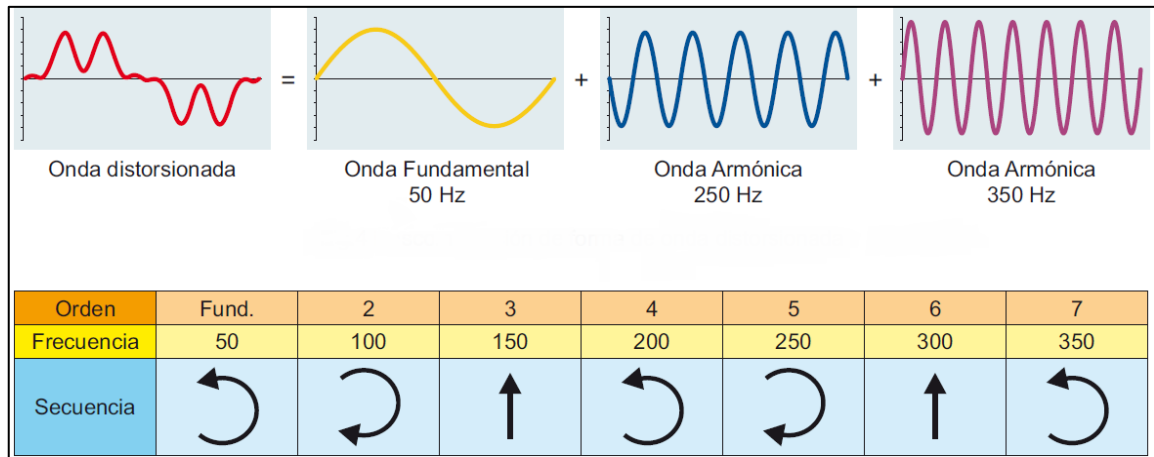 = + +
Onda distorsionada Onda Fundamental Onda Armónica Onda Armónica
50 Hz 250 Hz 350 Hz
Orden Fund. 2 3 4 5 6 7
Frecuencia 50 100 150 200 250 300 350
Secuencia